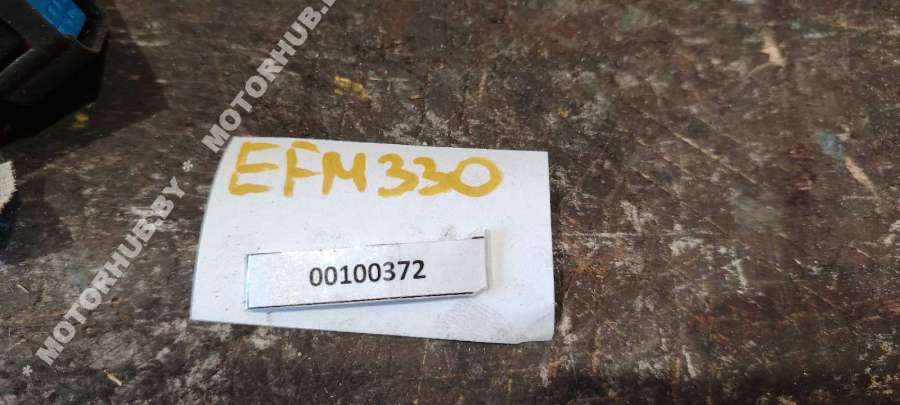 * MOTORHUB.BY * MOTORHUB
EFM330
00100372